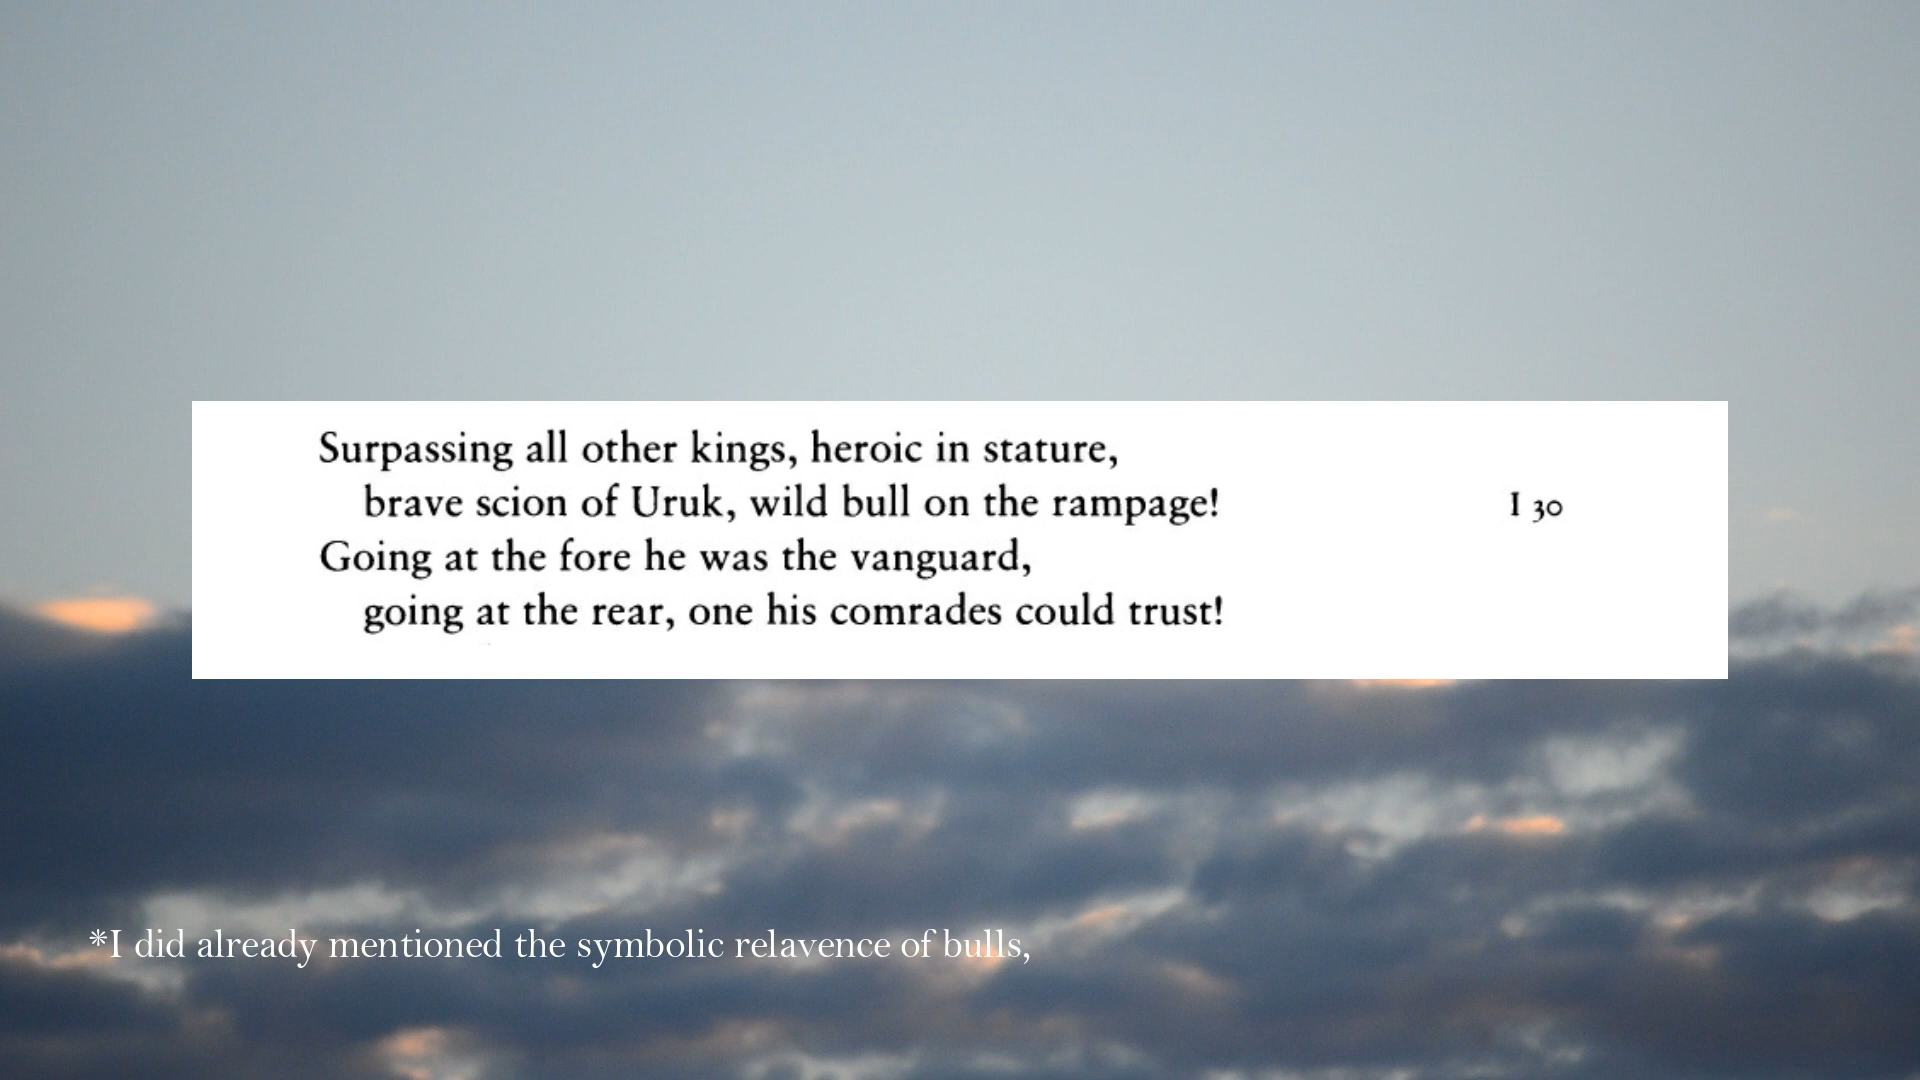 Surpassing all other kings, heroic in stature,
brave scion of Uruk, wild bull on the rampage! I 30
Going at the fore he was the vanguard,
going at the rear, one his comrades could trust!
*I did already mentioned the symbolic relavence of bulls,